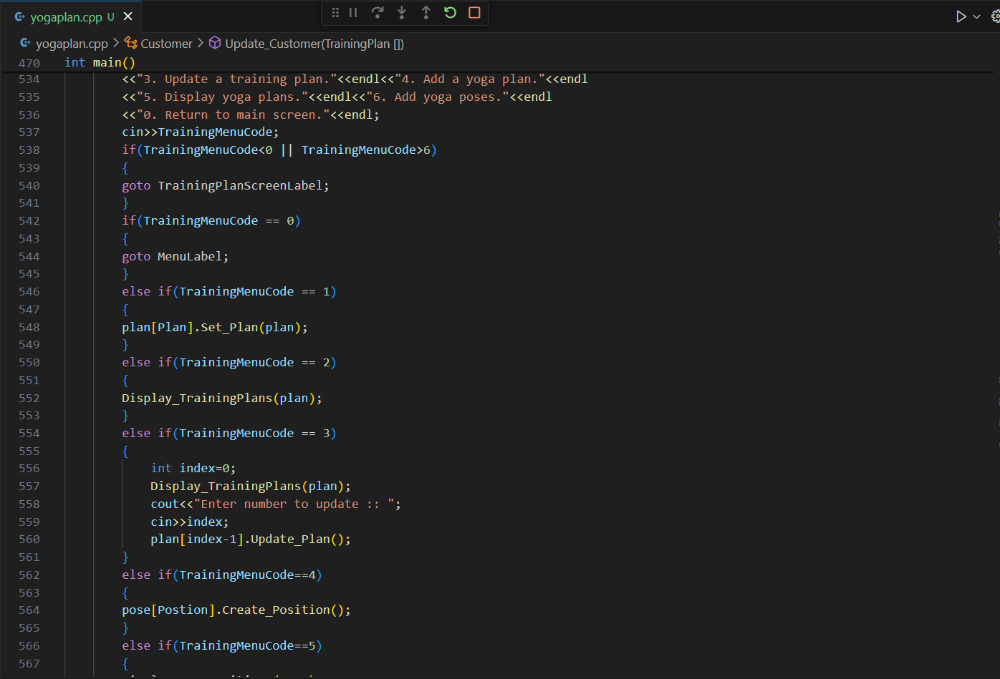 yogaplan.cpp U
yogaplan.cpp > Customer > Update_Customer(TrainingPlan [])
470 int main()
534 <<"3. Update a training plan."<<endl<<"4. Add a yoga plan."<<endl
535 <<"5. Display yoga plans."<<endl<<"6. Add yoga poses."<<endl
536 <<"0. Return to main screen."<<endl;
537 cin>>TrainingMenuCode;
538 if(TrainingMenuCode<0 || TrainingMenuCode>6)
539 {
540 goto TrainingPlanScreenLabel;
541 }
542 if(TrainingMenuCode == 0)
543 {
544 goto MenuLabel;
545 }
546 else if(TrainingMenuCode == 1)
547 {
548 plan[Plan].Set_Plan(plan);
549 }
550 else if(TrainingMenuCode == 2)
551 {
552 Display_TrainingPlans(plan);
553 }
554 else if(TrainingMenuCode == 3)
555 {
556 int index=0;
557 Display_TrainingPlans(plan);
558 cout<<"Enter number to update :: ";
559 cin>>index;
560 plan[index-1].Update_Plan();
561 }
562 else if(TrainingMenuCode==4)
563 {
564 pose[Postion].Create_Position();
565 }
566 else if(TrainingMenuCode==5)
567 {